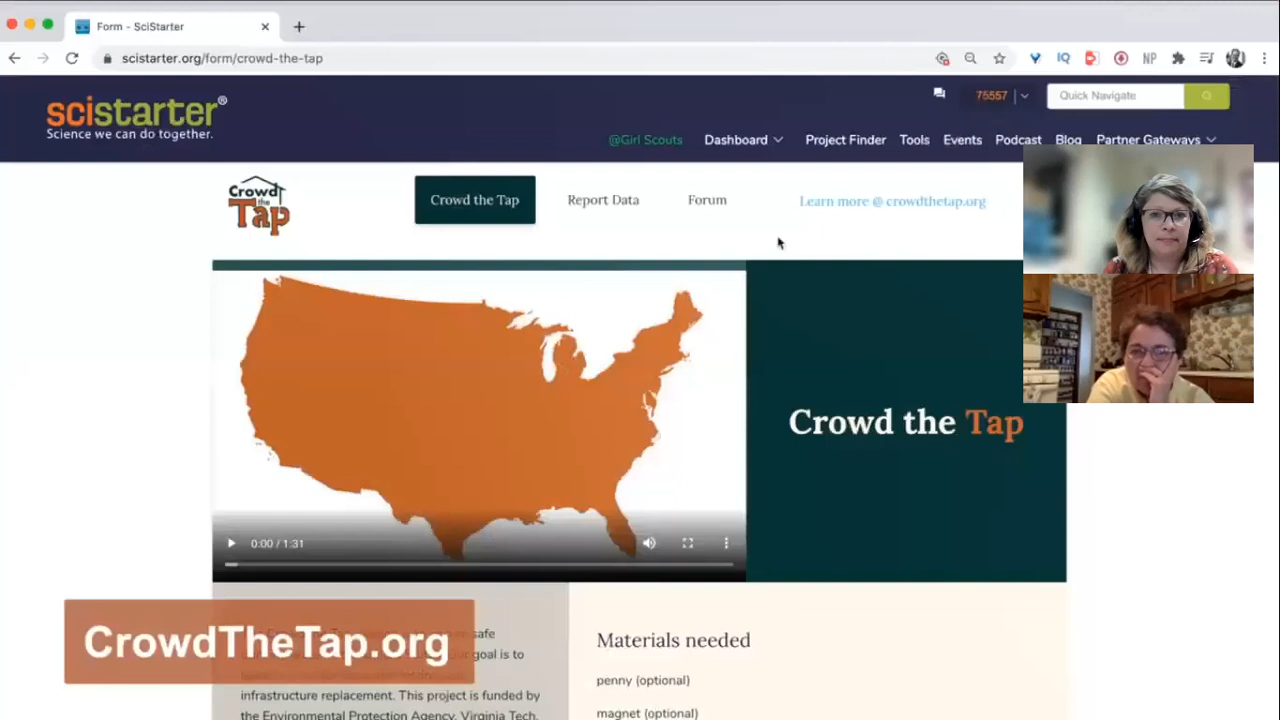 Form - SciStarter
scistarter.org/form/crowd-the-tap
IQ
NP
scistarter®
Science we can do together.
75557
Quick Navigate
@Girl Scouts Dashboard Project Finder Tools Events Podcast Blog Partner Gateways
Crowd the Tap
Crowd the Tap Report Data Forum Learn more @ crowdthetap.org
Crowd the Tap
0:00 / 1:31
CrowdTheTap.org
safe
goal is to
infrastructure replacement. This project is funded by
the Environmental Protection Agency, Virginia Tech,
Materials needed
penny (optional)
magnet (optional)